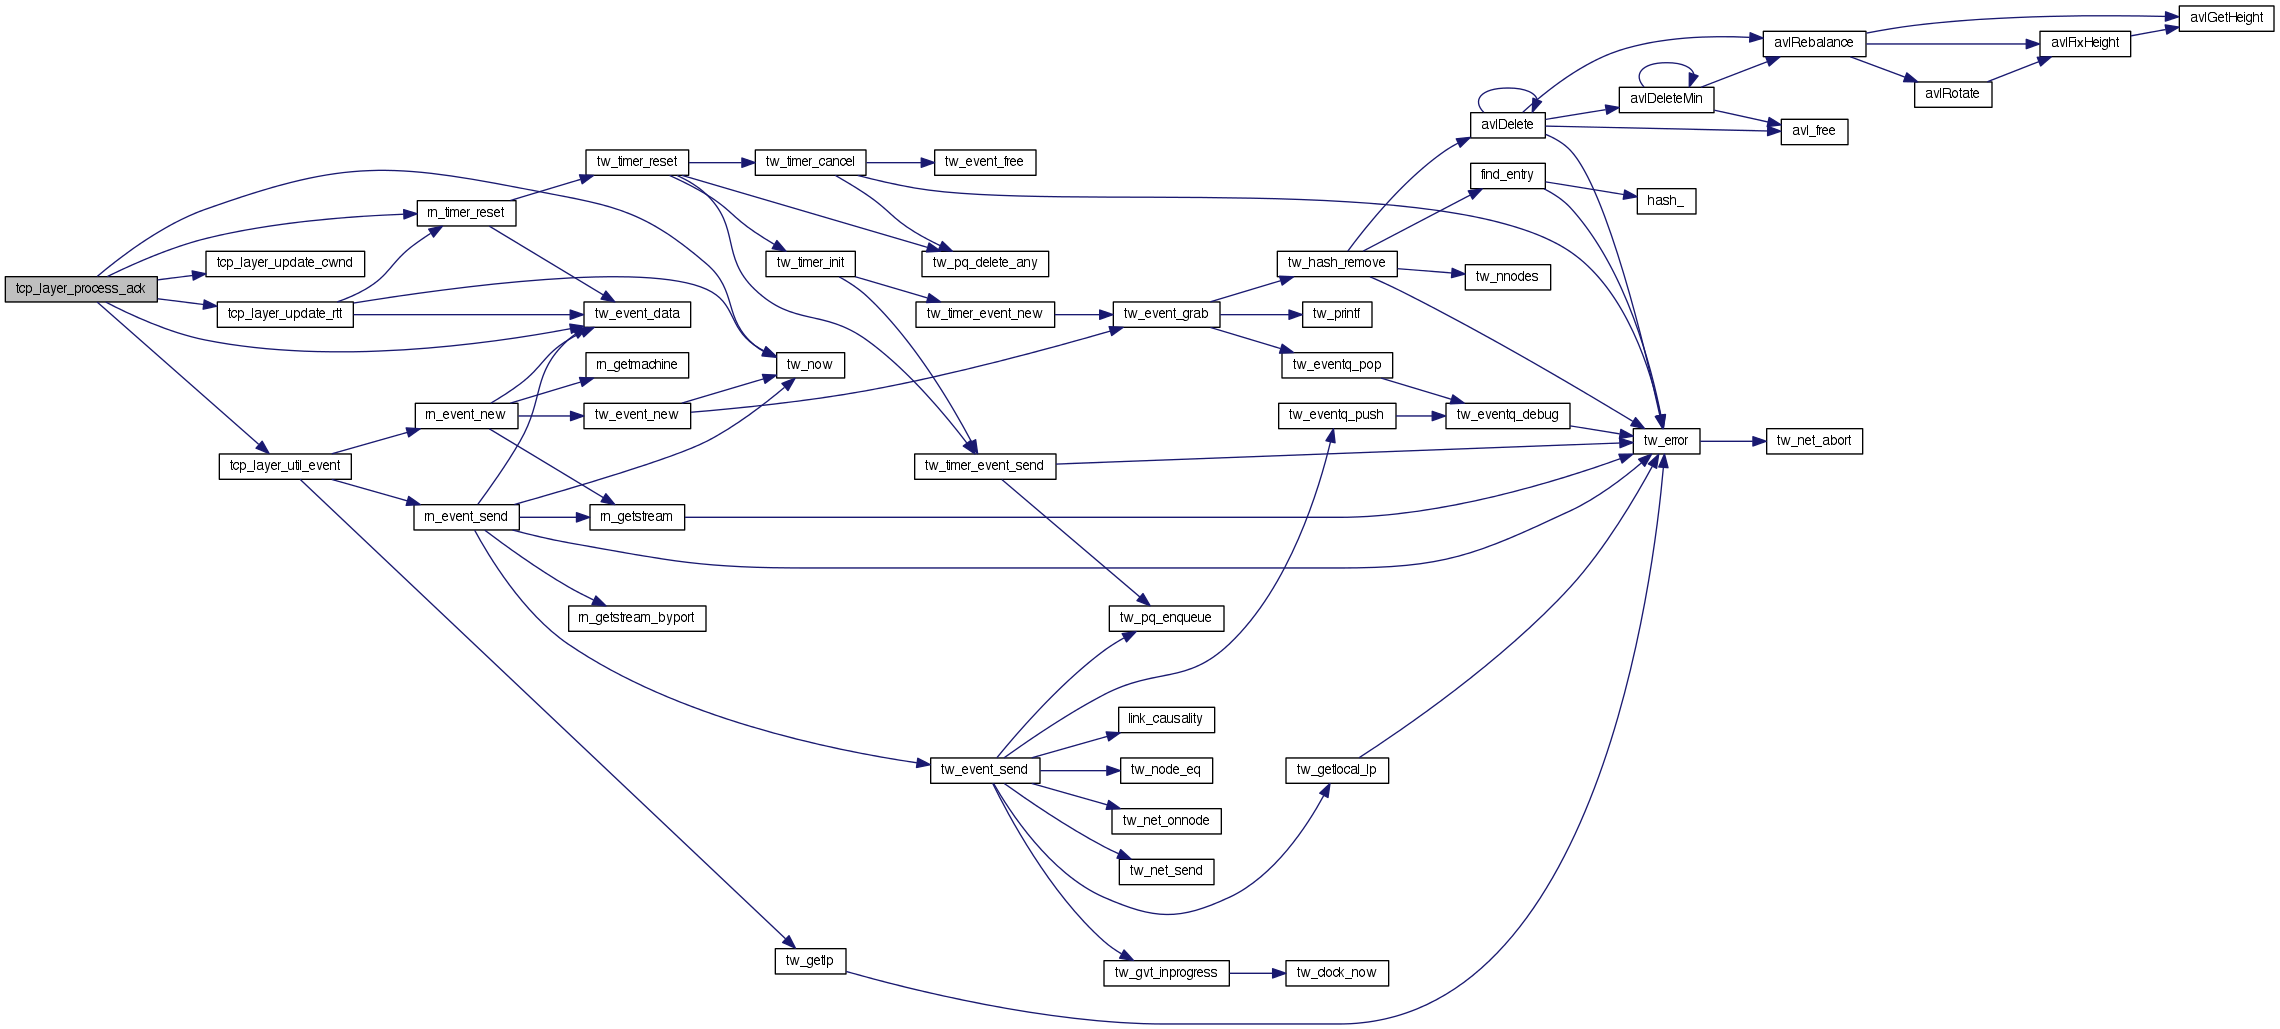 tcp_layer_process_ack
tcp_layer_update_cwnd
tcp_layer_update_rtt
tcp_layer_util_event
rn_timer_reset
rn_event_new
rn_event_send
tw_timer_reset
tw_event_data
rn_getmachine
tw_event_new
rn_getstream
rn_getstream_byport
tw_timer_cancel
tw_timer_init
tw_now
tw_getlp
tw_event_free
tw_pq_delete_any
tw_timer_event_new
tw_timer_event_send
tw_event_send
tw_event_grab
tw_pq_enqueue
link_causality
tw_node_eq
tw_net_onnode
tw_net_send
tw_gvt_inprogress
tw_hash_remove
tw_printf
tw_eventq_pop
tw_eventq_push
tw_getlocal_lp
tw_clock_now
avlDelete
find_entry
tw_nnodes
tw_eventq_debug
avlDeleteMin
hash_
tw_error
avlRebalance
avl_free
tw_net_abort
avlRotate
avlFixHeight
avlGetHeight